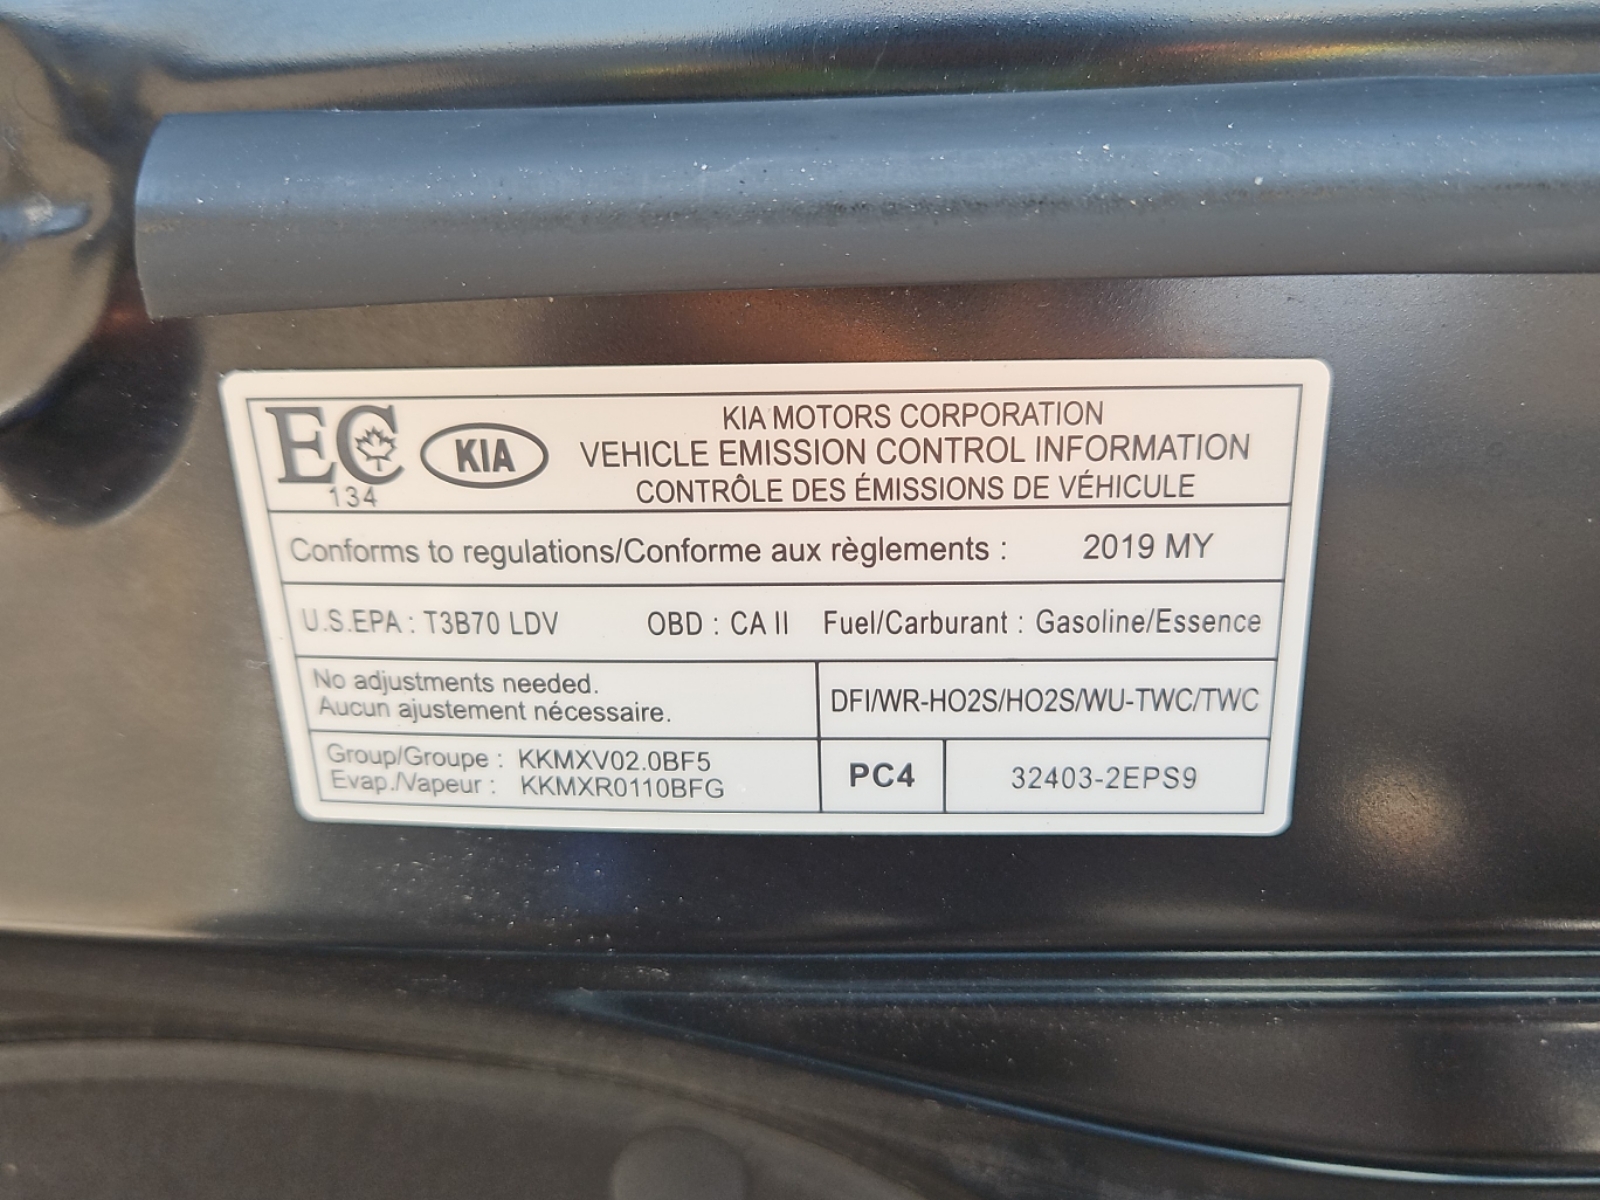 EC
134
KIA
KIA MOTORS CORPORATION
VEHICLE EMISSION CONTROL INFORMATION
CONTRÔLE DES ÉMISSIONS DE VÉHICULE
Conforms to regulations/Conforme aux règlements : 2019 MY
U.S.EPA : T3B70 LDV OBD : CA II Fuel/Carburant : Gasoline/Essence
No adjustments needed.
Aucun ajustement nécessaire.
DFI/WR-HO2S/HO2S/WU-TWC/TWC
Group/Groupe : KKMXV02.0BF5
Evap./Vapeur : KKMXR0110BFG
PC4
32403-2EPS9